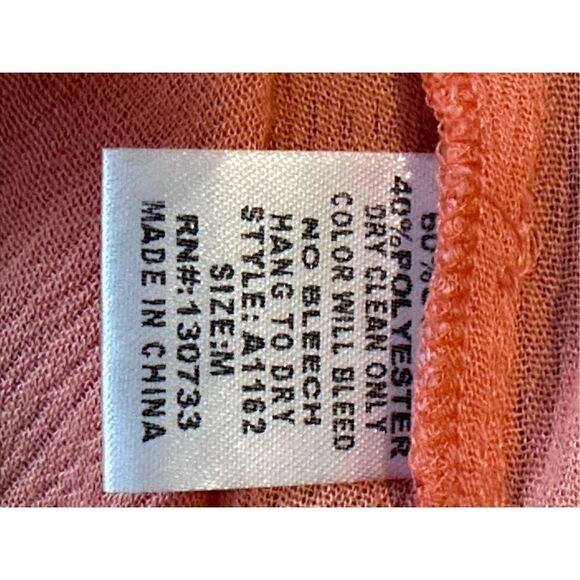 60%
40%POLYESTER
DRY CLEAN ONLY
COLOR WILL BLEED
NO BLEECH
HANG TO DRY
STYLE: A1162
SIZE:M
RN#:130733
MADE IN CHINA